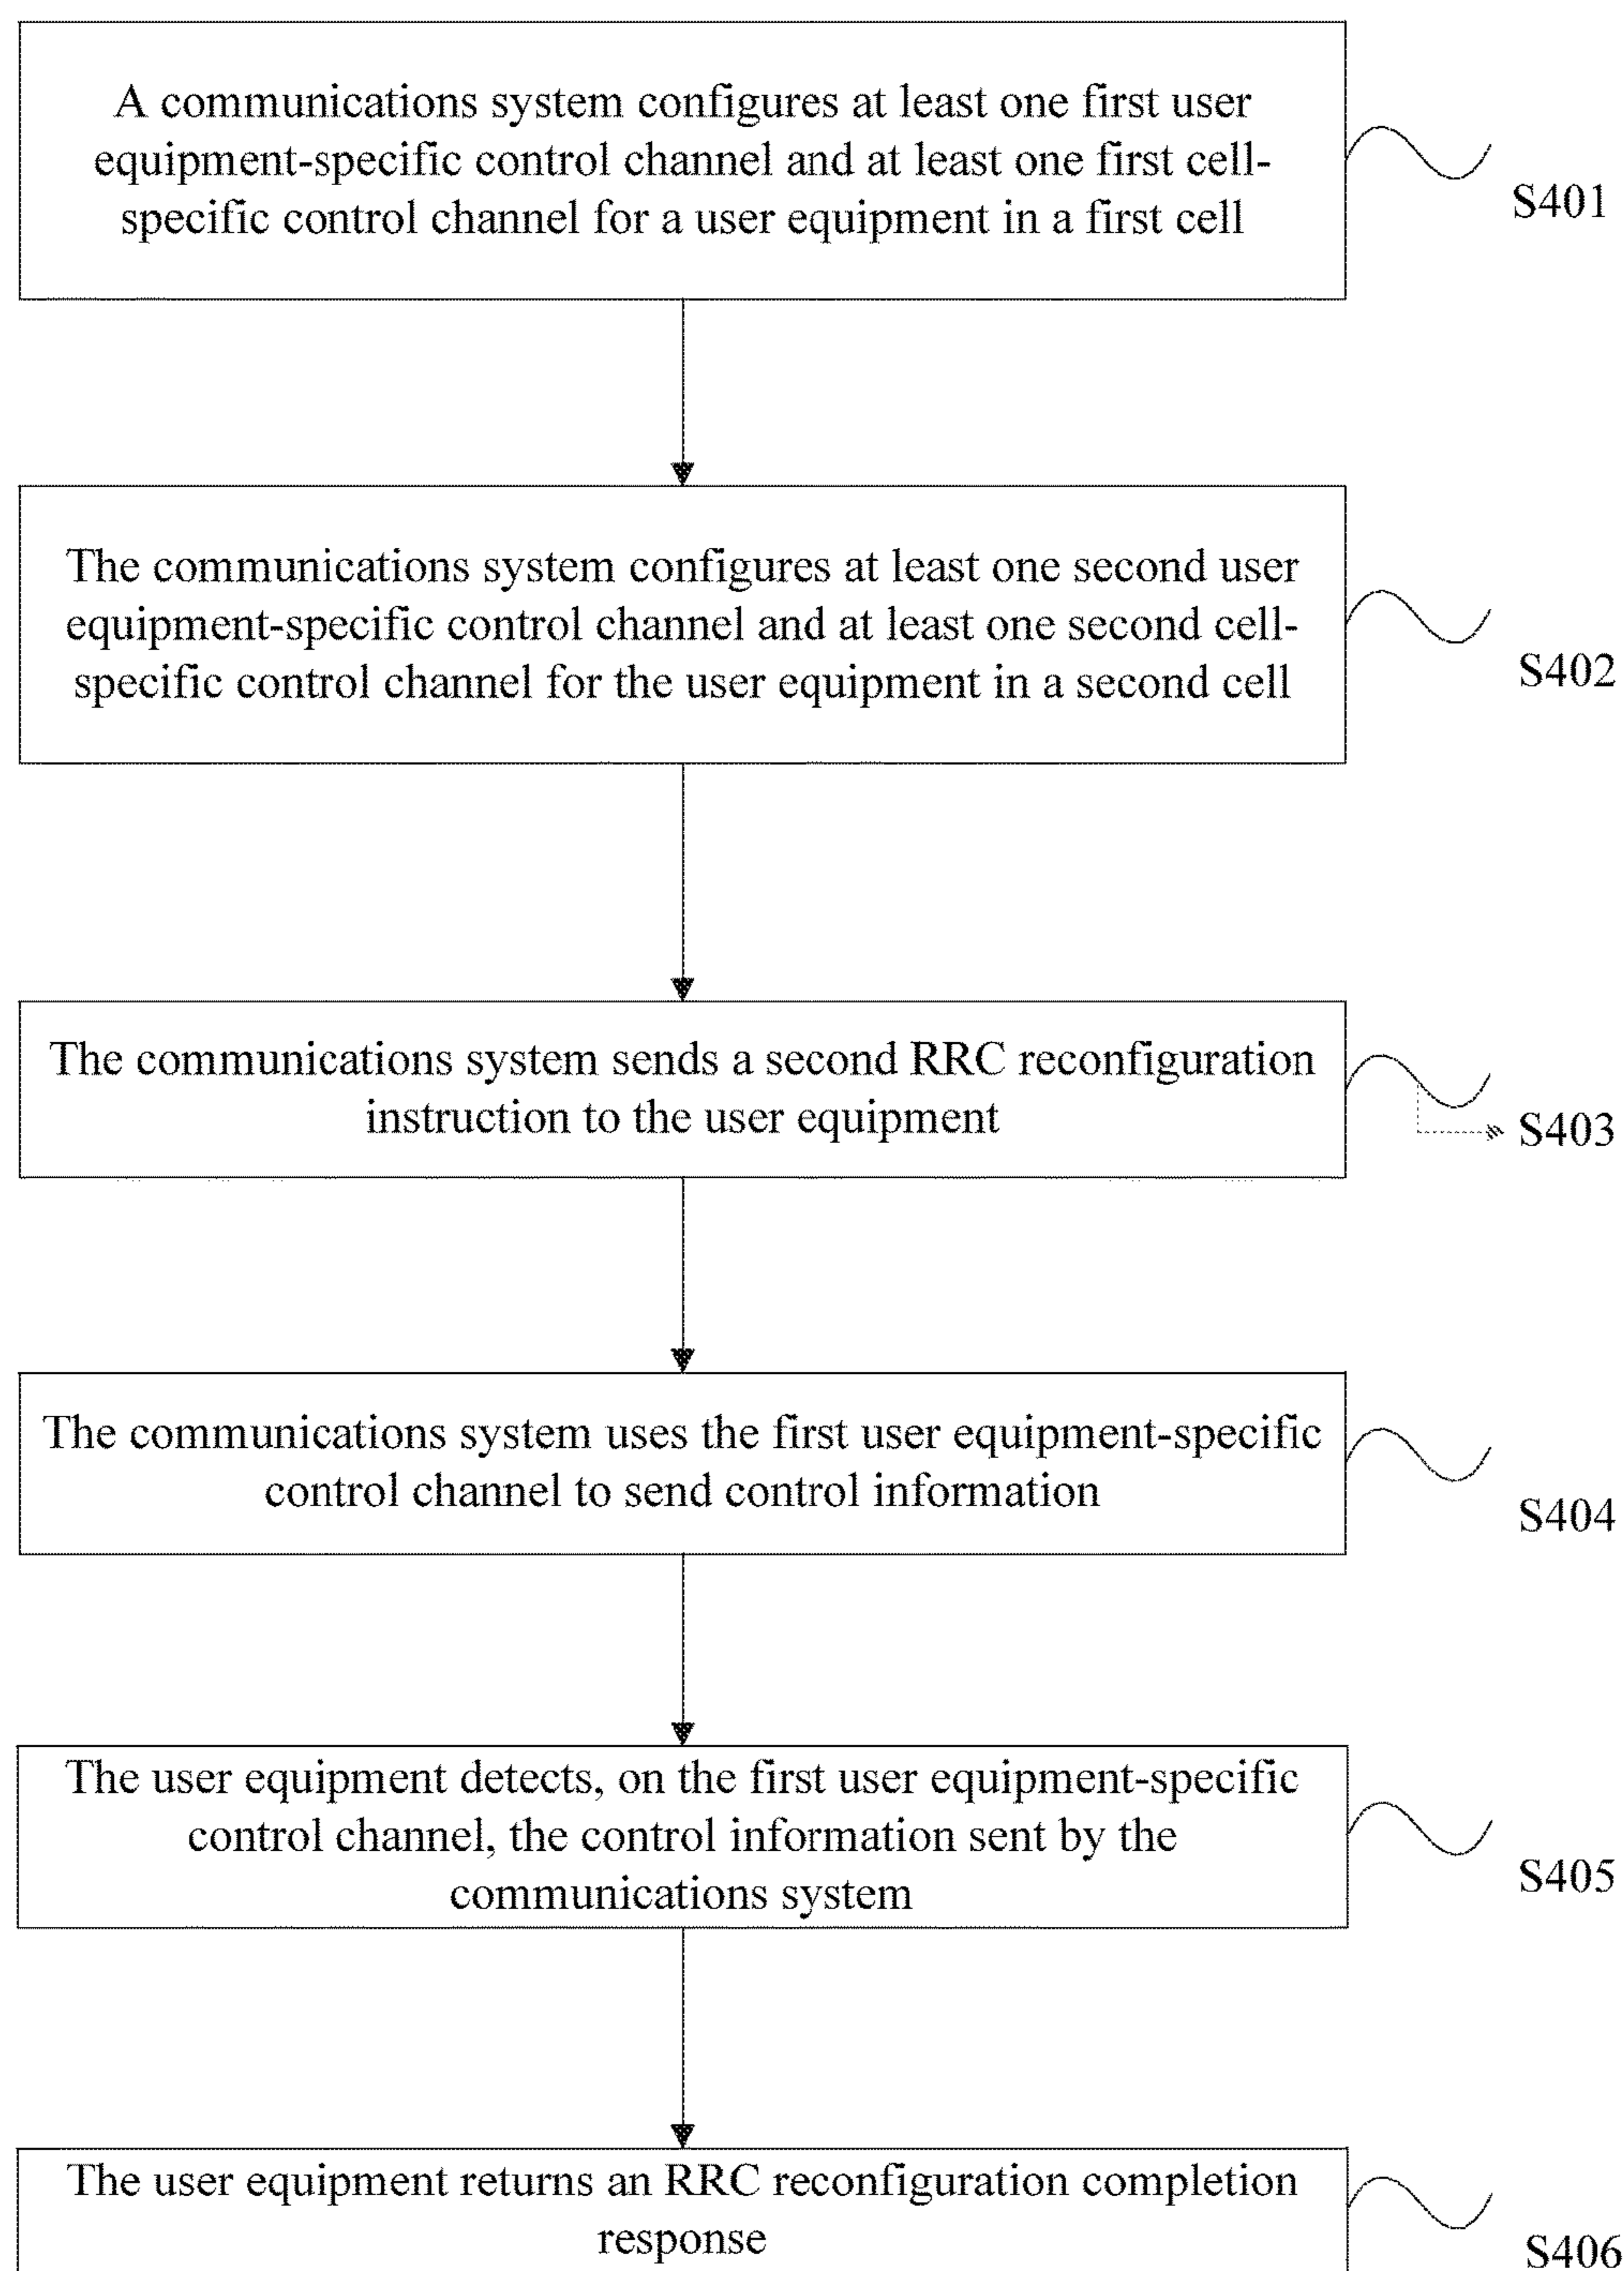 A communications system configures at least one first user
equipment-specific control channel and at least one first cell-
specific control channel for a user equipment in a first cell
S401
The communications system configures at least one second user
equipment-specific control channel and at least one second cell-
specific control channel for the user equipment in a second cell
S402
The communications system sends a second RRC reconfiguration
instruction to the user equipment
S403
The communications system uses the first user equipment-specific
control channel to send control information
S404
The user equipment detects, on the first user equipment-specific
control channel, the control information sent by the
communications system
S405
The user equipment returns an RRC reconfiguration completion
response
S406